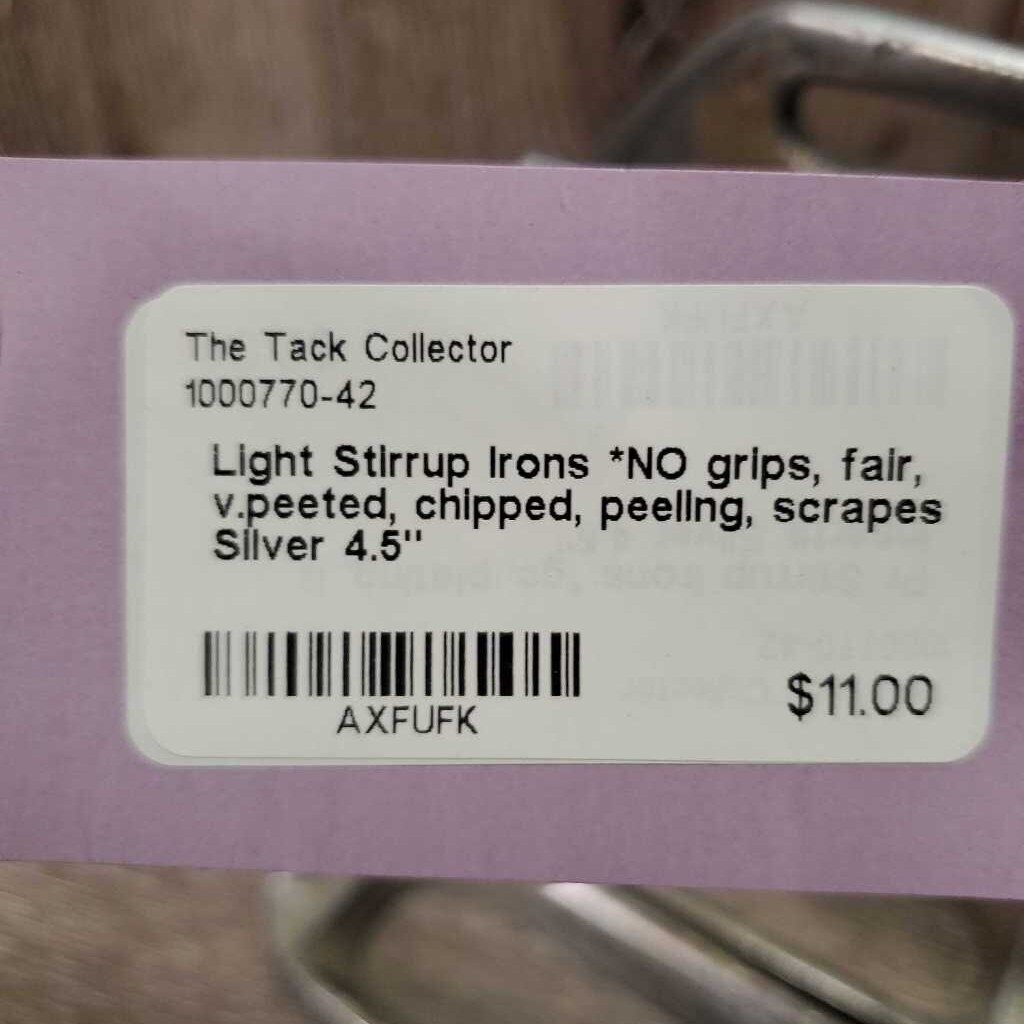 The Tack Collector
1000770-42
Light Stirrup Irons *NO grips, fair,
v.peeted, chipped, peeling, scrapes
Silver 4.5"
AXFUFK
$11.00